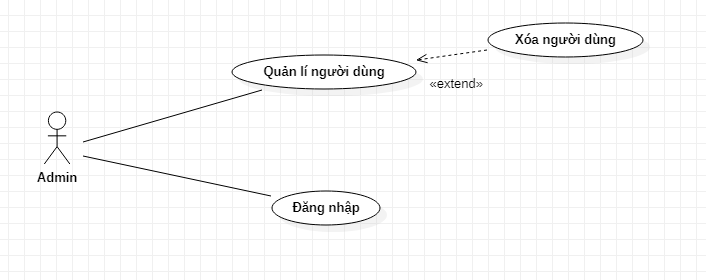 Xóa người dùng
Quản lí người dùng
«extend»
Admin
Đăng nhập